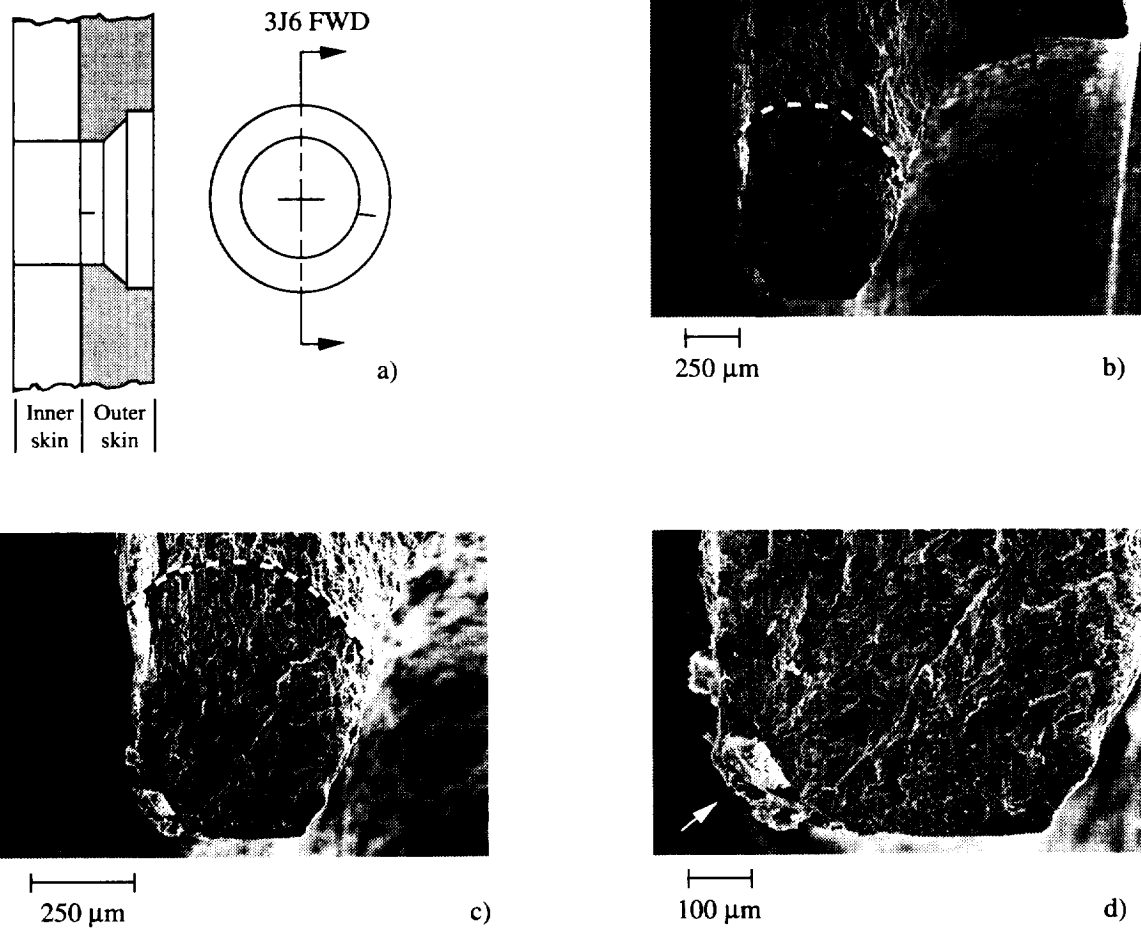 3J6 FWD
a)
Inner
skin
Outer
skin
250 μm
b)
250 μm
c)
100 μm
d)